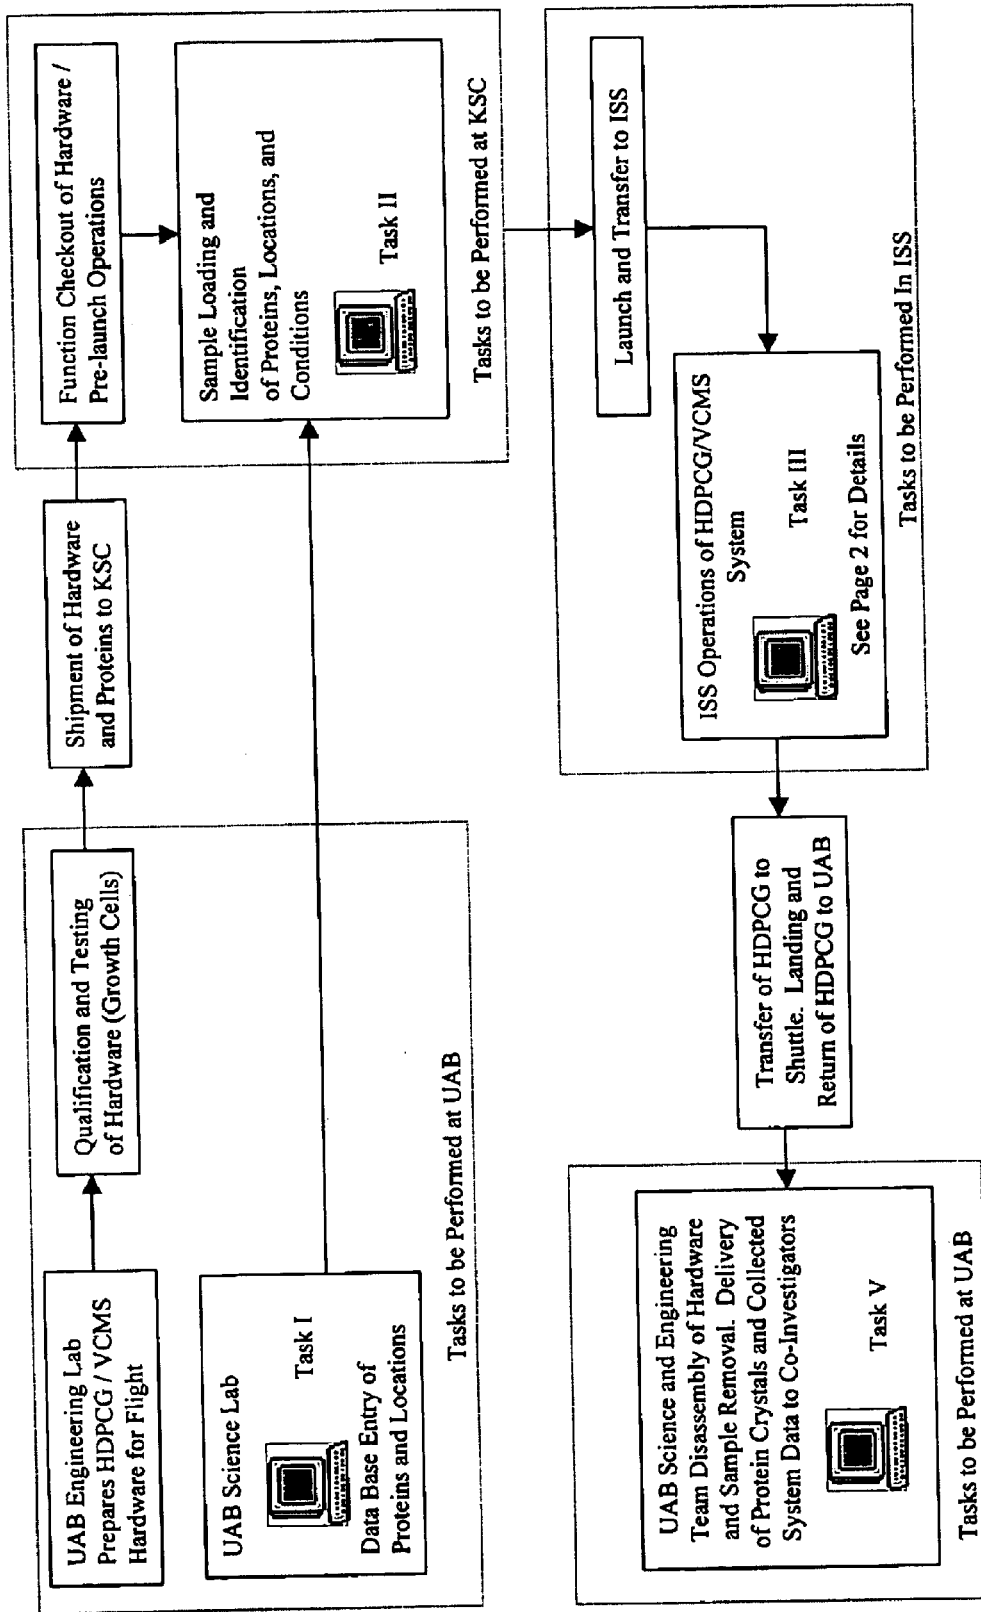 UAB Engineering Lab
Prepares HDPCG / VCMS
Hardware for Flight
Qualification and Testing
of Hardware (Growth Cells)
UAB Science Lab
Task I
Data Base Entry of
Proteins and Locations
Tasks to be Performed at UAB
Shipment of Hardware
and Proteins to KSC
Function Checkout of Hardware /
Pre-launch Operations
Sample Loading and
Identification
of Proteins, Locations, and
Conditions
Task II
Tasks to be Performed at KSC
Launch and Transfer to ISS
ISS Operations of HDPCG/VCMS
System
Task III
See Page 2 for Details
Tasks to be Performed In ISS
Transfer of HDPCG to
Shuttle. Landing and
Return of HDPCG to UAB
UAB Science and Engineering
Team Disassembly of Hardware
and Sample Removal. Delivery
of Protein Crystals and Collected
System Data to Co-Investigators
Task V
Tasks to be Performed at UAB